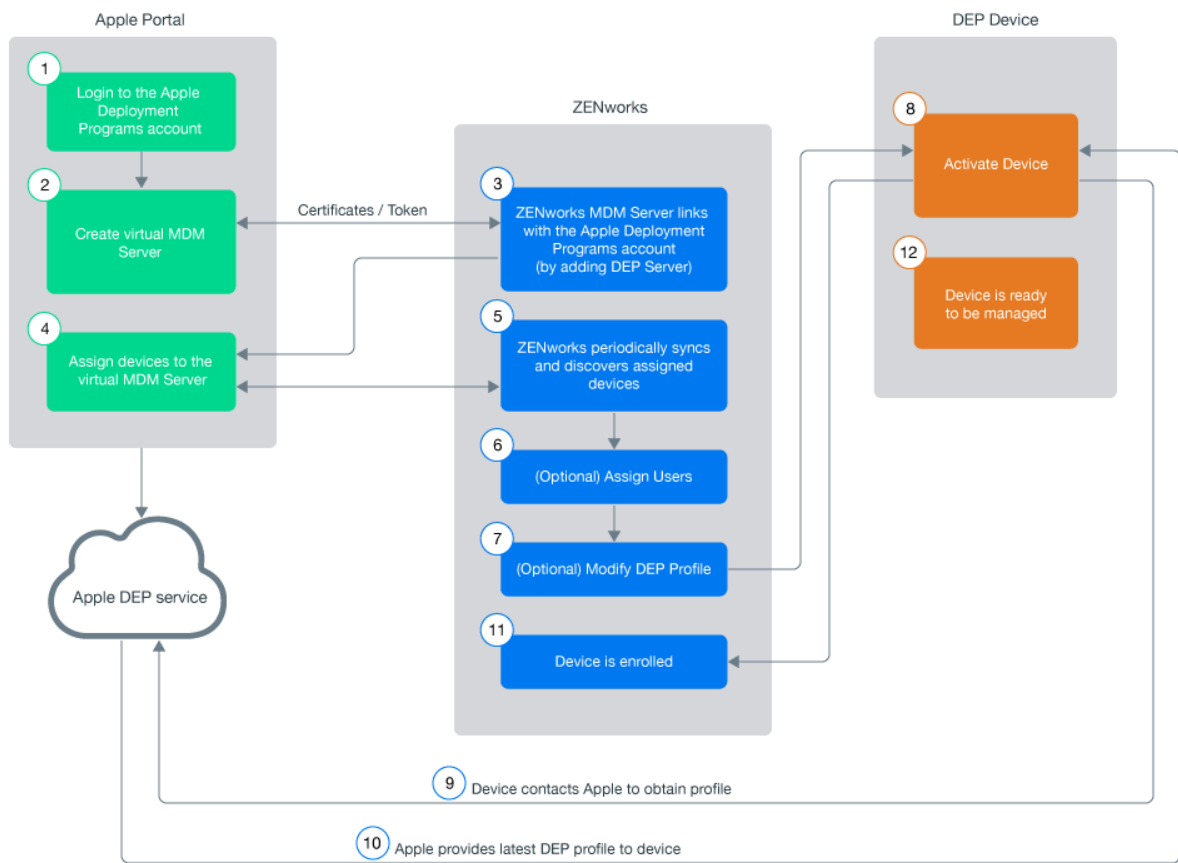 Apple Portal
DEP Device
ZENworks
1
Login to the Apple
Deployment
Programs account
2
Create virtual MDM
Server
Certificates / Token
3
ZENworks MDM Server links
with the Apple Deployment
Programs account
(by adding DEP Server)
4
Assign devices to the
virtual MDM Server
5
ZENworks periodically syncs
and discovers assigned
devices
6
(Optional) Assign Users
7
(Optional) Modify DEP Profile
8
Activate Device
12
Device is ready
to be managed
Apple DEP service
11
Device is enrolled
9 Device contacts Apple to obtain profile
10 Apple provides latest DEP profile to device